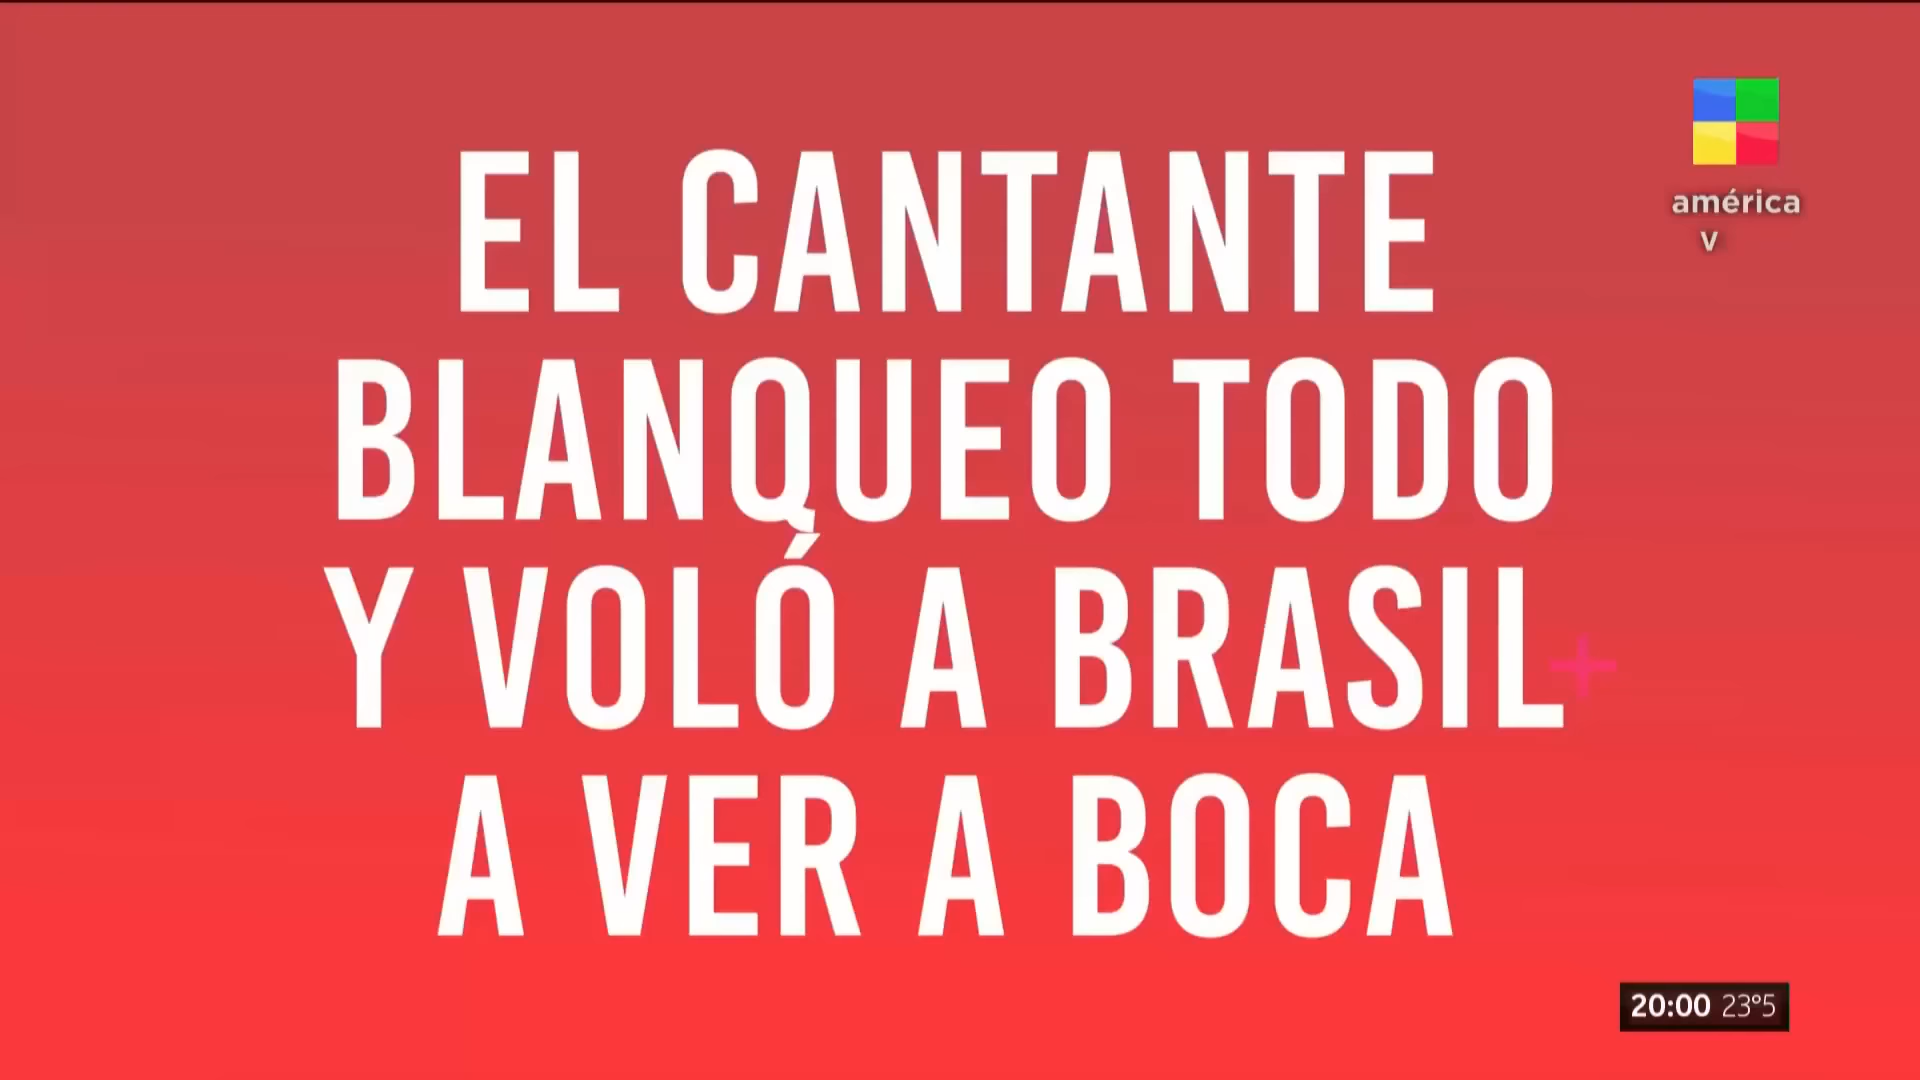 EL CANTANTE
BLANQUEO TODO
Y VOLÓ A BRASIL
A VER A BOCA
américa
V
20:00 23°5